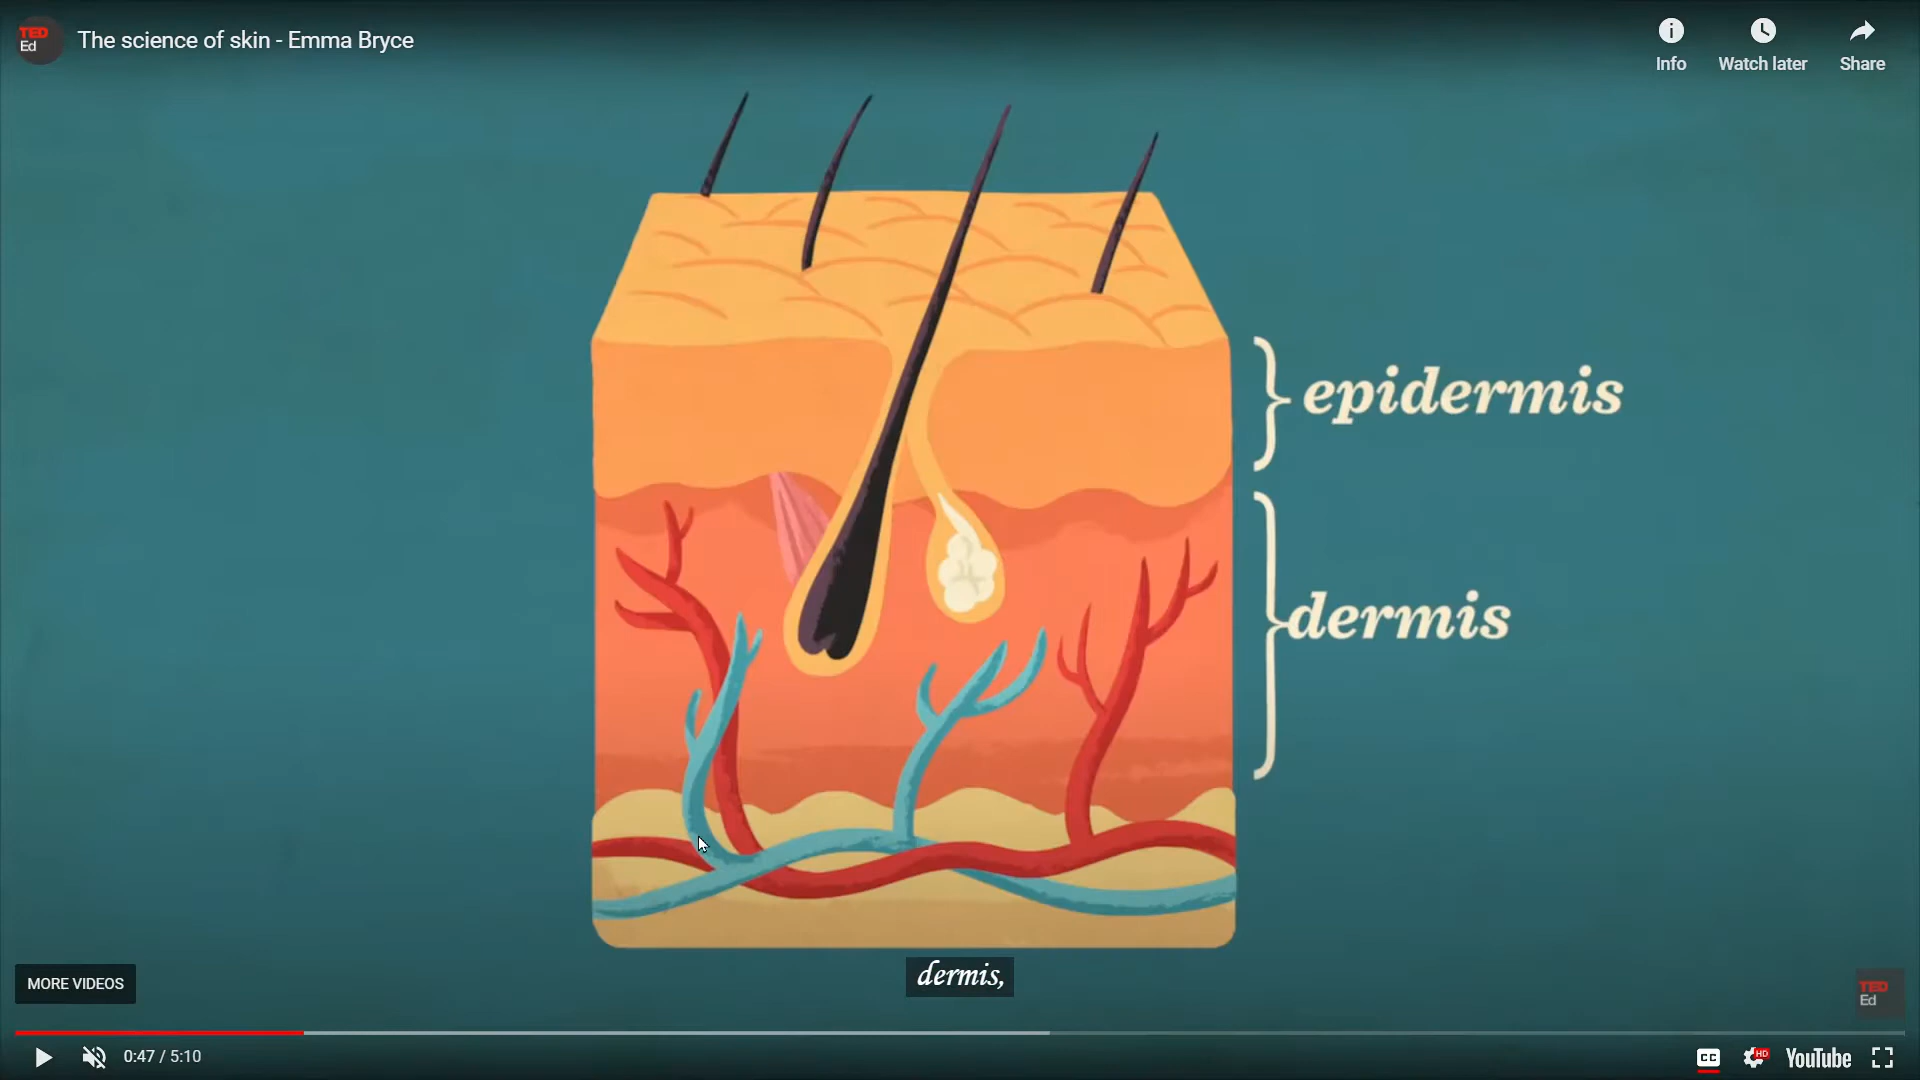 TED
Ed
The science of skin - Emma Bryce
Info
Watch later
Share
epidermis
dermis
dermis,
MORE VIDEOS
TED
Ed
0:47 / 5:10
CC
HD
YouTube